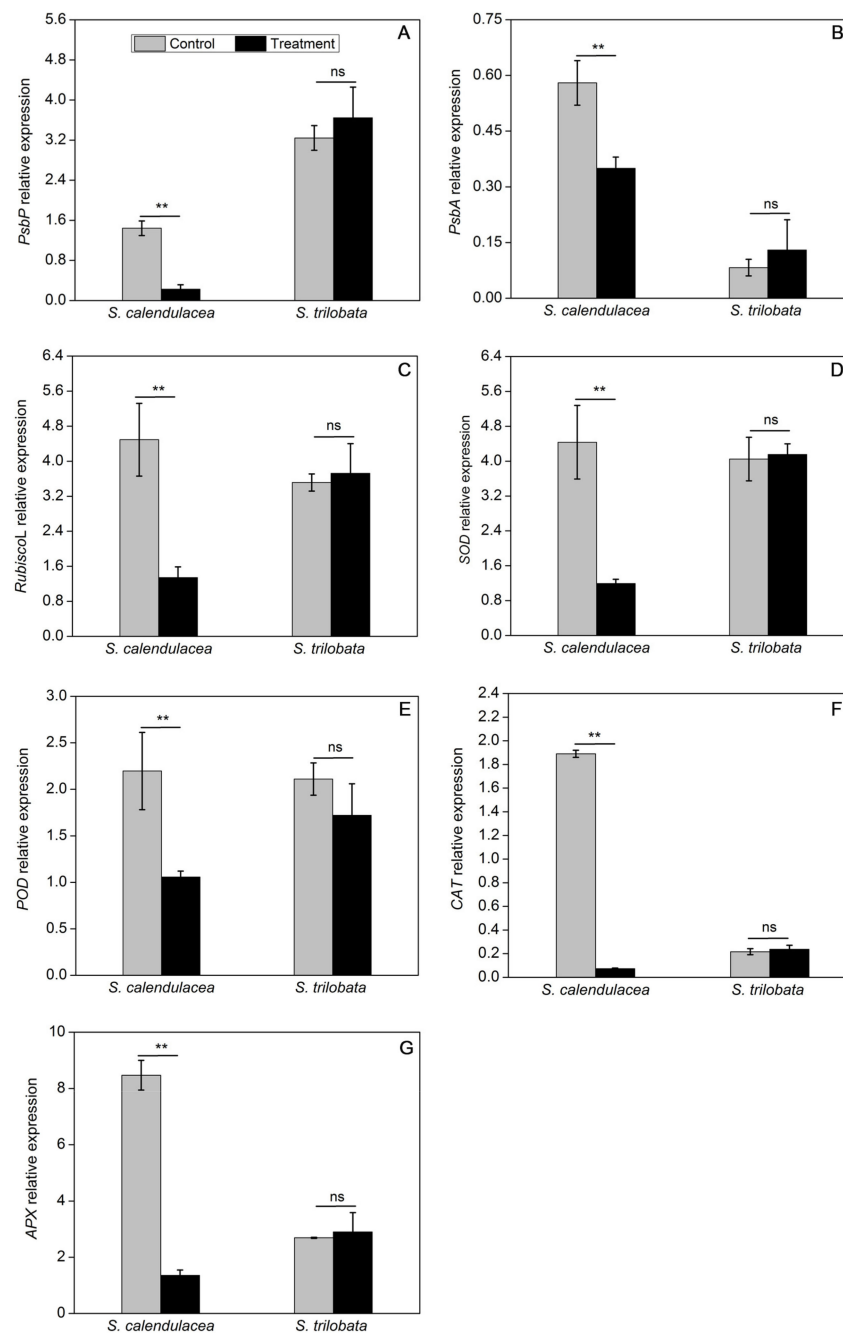 A
Control Treatment
5.6
4.8
4.0
3.2
2.4
1.6
0.8
0.0
PsbP relative expression
**
ns
S. calendulacea S. trilobata
B
0.75
0.60
0.45
0.30
0.15
0.00
PsbA relative expression
**
ns
S. calendulacea S. trilobata
C
6.4
5.6
4.8
4.0
3.2
2.4
1.6
0.8
0.0
RubiscoL relative expression
**
ns
S. calendulacea S. trilobata
D
6.4
5.6
4.8
4.0
3.2
2.4
1.6
0.8
0.0
SOD relative expression
**
ns
S. calendulacea S. trilobata
E
3.0
2.5
2.0
1.5
1.0
0.5
0.0
POD relative expression
**
ns
S. calendulacea S. trilobata
F
2.4
2.2
2.0
1.8
1.6
1.4
1.2
1.0
0.8
0.6
0.4
0.2
0.0
CAT relative expression
**
ns
S. calendulacea S. trilobata
G
10
8
6
4
2
0
APX relative expression
**
ns
S. calendulacea S. trilobata